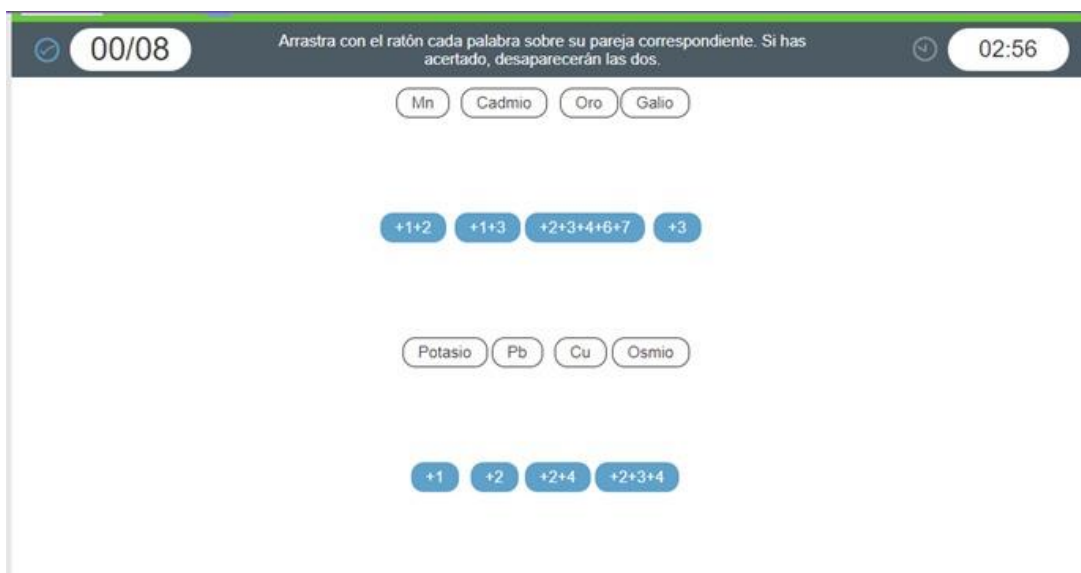 00/08
Arrastra con el ratón cada palabra sobre su pareja correspondiente. Si has
acertado, desaparecerán las dos.
02:56
Mn Cadmio Oro Galio
+1+2 +1+3 +2+3+4+6+7 +3
Potasio Pb Cu Osmio
+1 +2 +2+4 +2+3+4